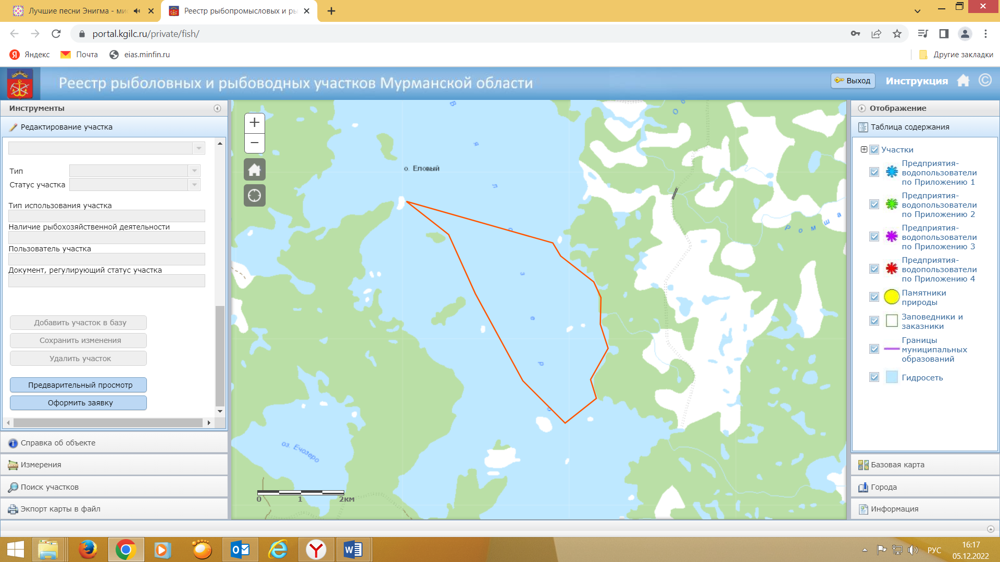 Лучшие песни Энигма - мис
Реестр рыбопромысловых и ры
portal.kgilc.ru/private/fish/
Яндекс
Почта
eias.minfin.ru
Другие закладки
Реестр рыболовных и рыбоводных участков Мурманской области
Выход
Инструкция
Инструменты
Редактирование участка
Тип
Статус участка
Тип использования участка
Наличие рыбохозяйственной деятельности
Пользователь участка
Документ, регулирующий статус участка
Добавить участок в базу
Сохранить изменения
Удалить участок
Предварительный просмотр
Оформить заявку
Справка об объекте
Измерения
Поиск участков
Экспорт карты в файл
о. Еловый
В я л о з е р о
оз. Ечозеро
Р о м ш а
о о
0 1 2км
Отображение
Таблица содержания
Участки
Предприятия-
водопользователи
по Приложению 1
Предприятия-
водопользователи
по Приложению 2
Предприятия-
водопользователи
по Приложению 3
Предприятия-
водопользователи
по Приложению 4
Памятники
природы
Заповедники и
заказники
Границы
муниципальных
образований
Гидросеть
Базовая карта
Города
Информация
РУС
16:17
05.12.2022